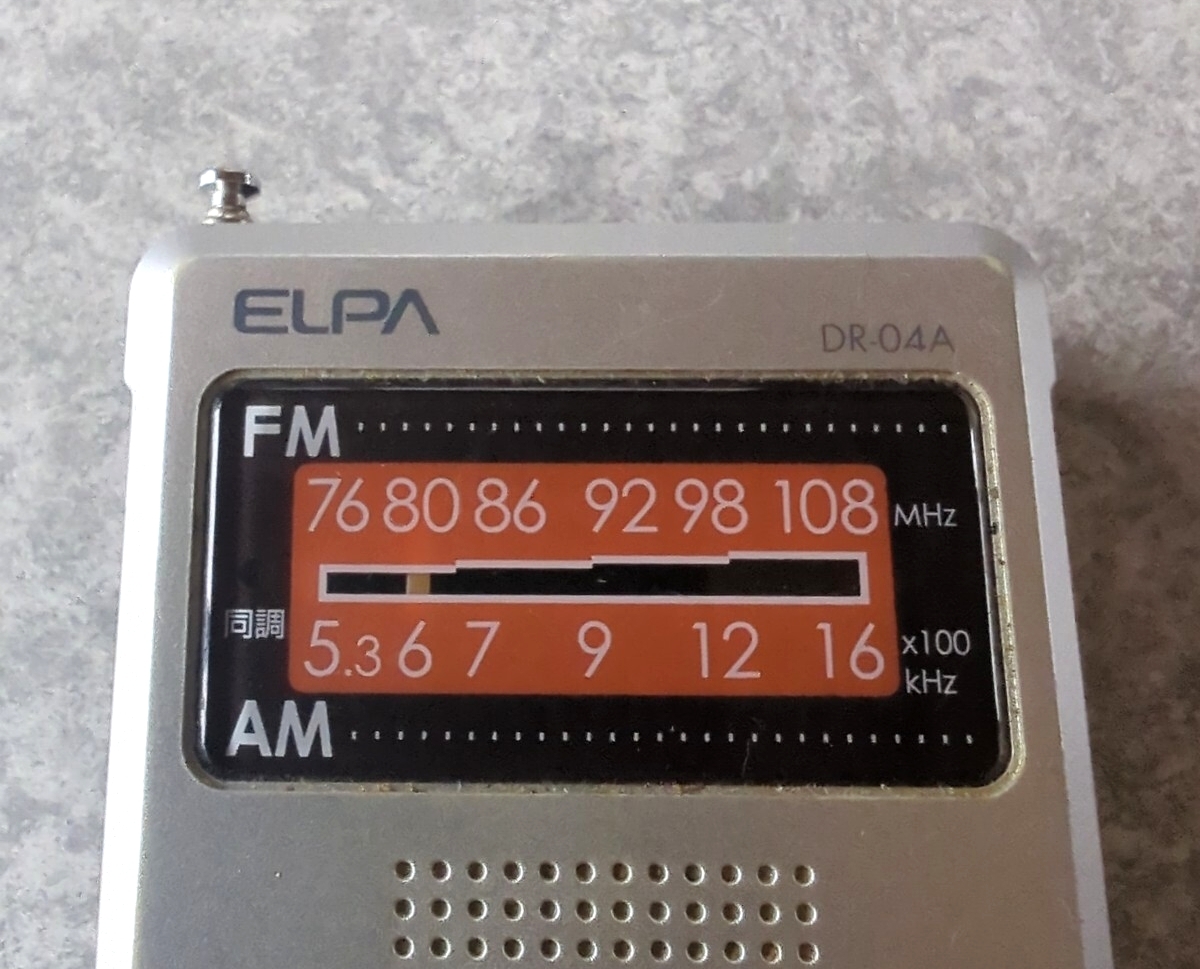 ELPA
DR-04A
FM
76 80 86 92 98 108 MHz
同調
5.3 6 7 9 12 16 x100 kHz
AM